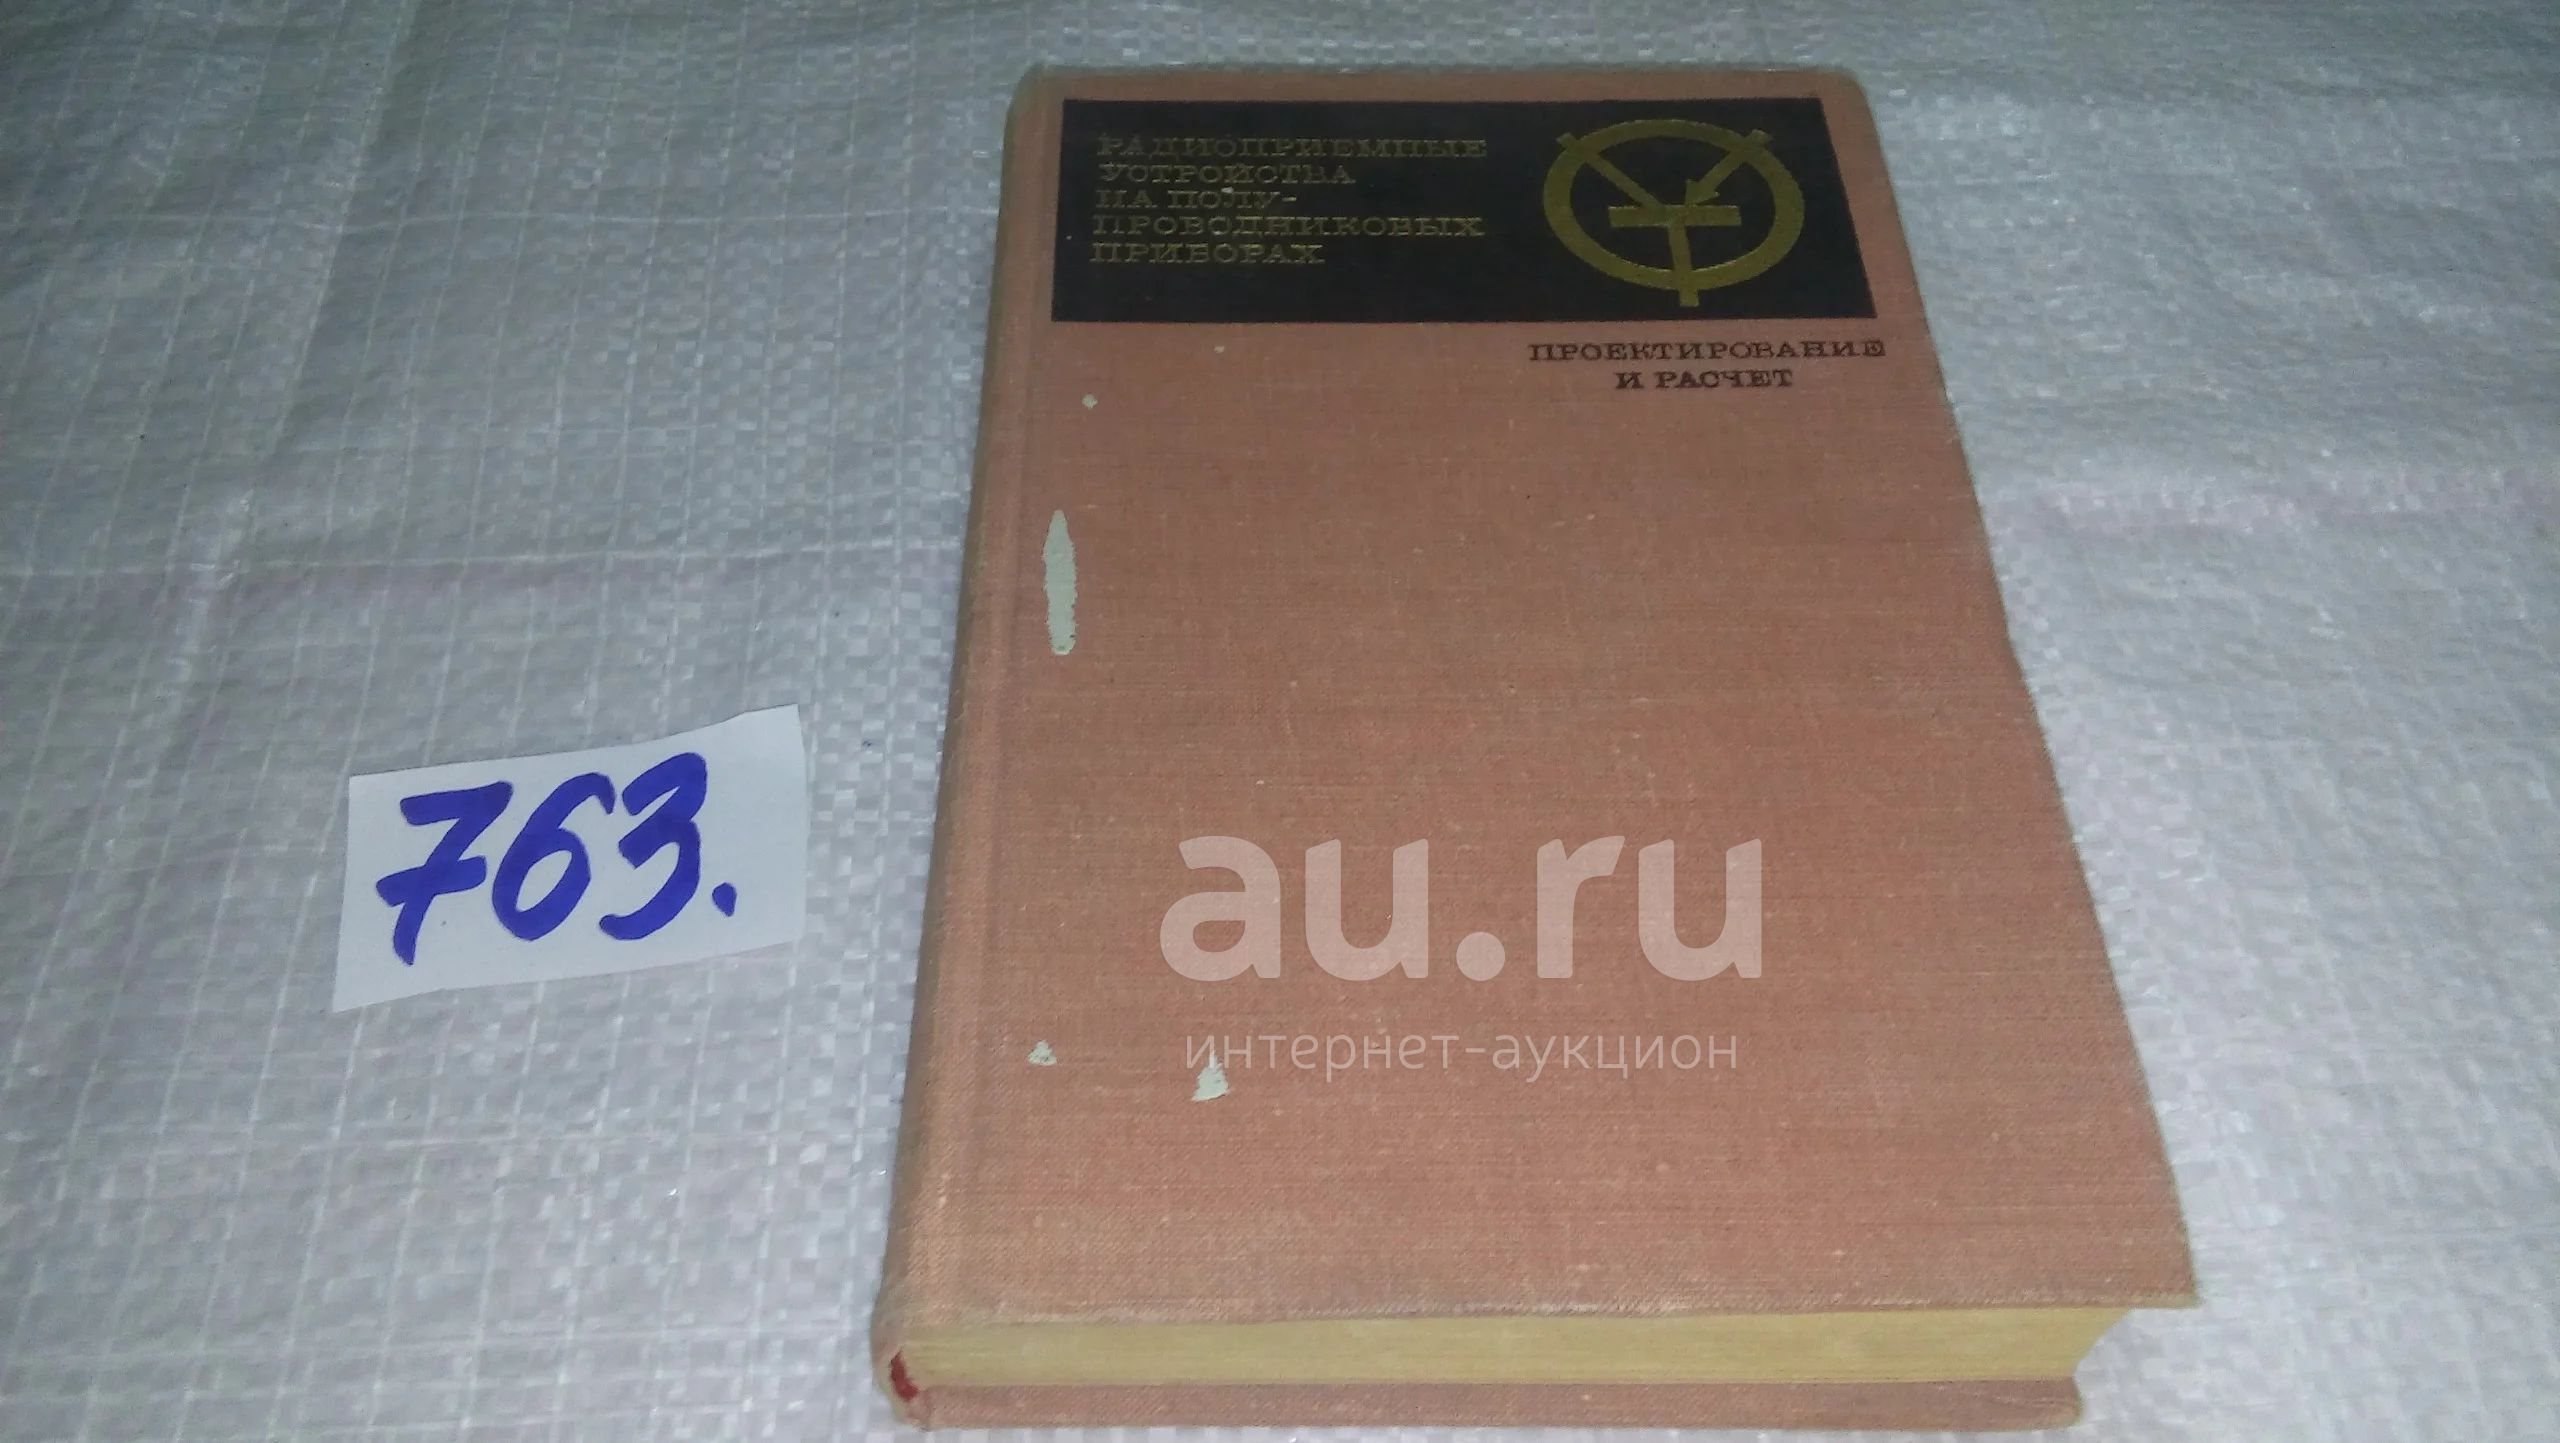 РАДИОПРИЕМНЫЕ
УСТРОЙСТВА
НА ПОЛУ-
ПРОВОДНИКОВЫХ
ПРИБОРАХ
ПРОЕКТИРОВАНИЕ
И РАСЧЕТ
763.
au.ru
интернет-аукцион